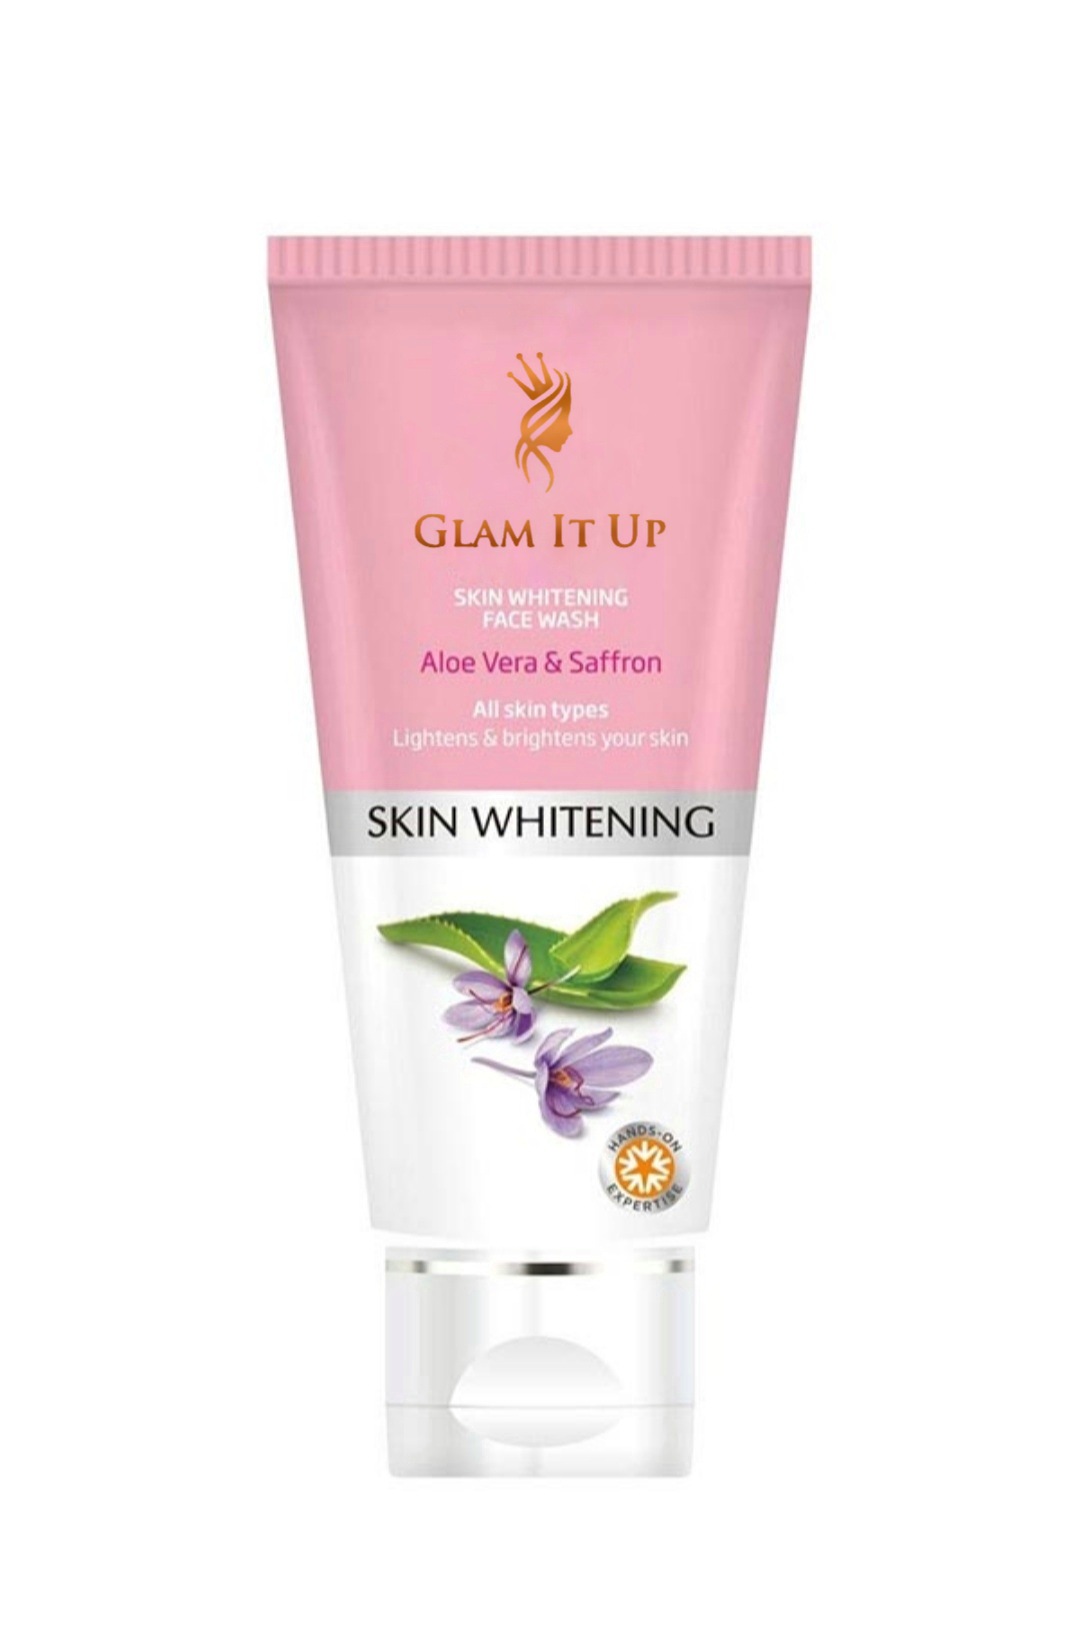 GLAM IT UP
SKIN WHITENING
FACE WASH
Aloe Vera & Saffron
All skin types
Lightens & brightens your skin
SKIN WHITENING
HANDS-ON
EXPERTISE